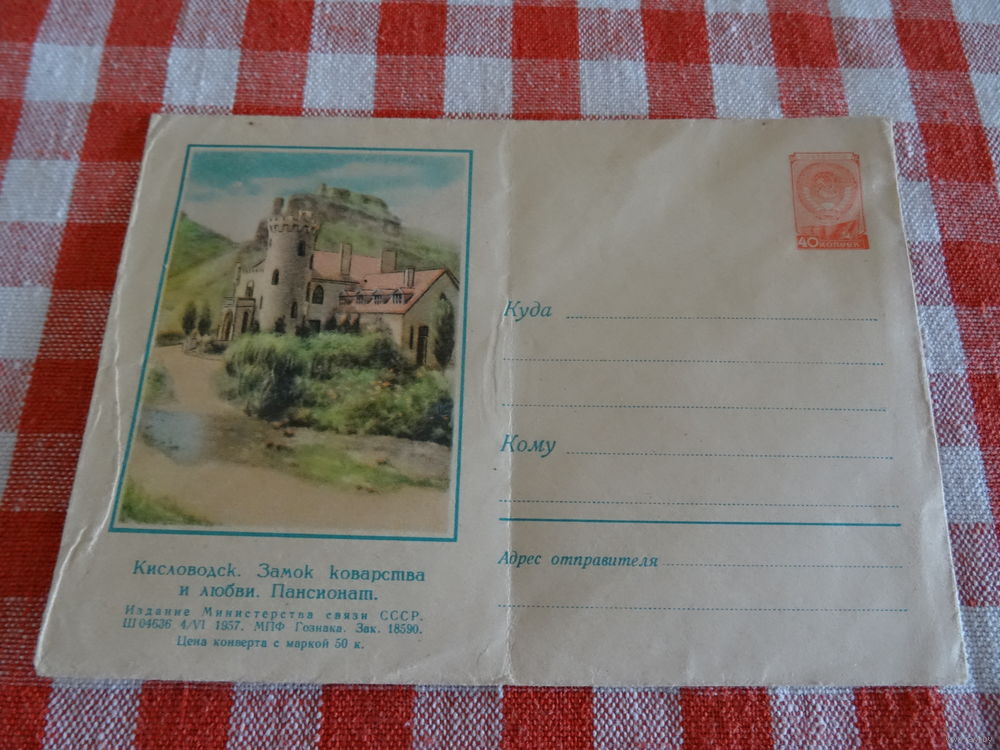 40 КОПЕЕК
Куда
Кому
Адрес отправителя
Кисловодск. Замок коварства
и любви. Пансионат.
Издание Министерства связи СССР.
Ш 04636 4/VI 1957. МПФ Гознака. Зак. 18590.
Цена конверта с маркой 50 к.